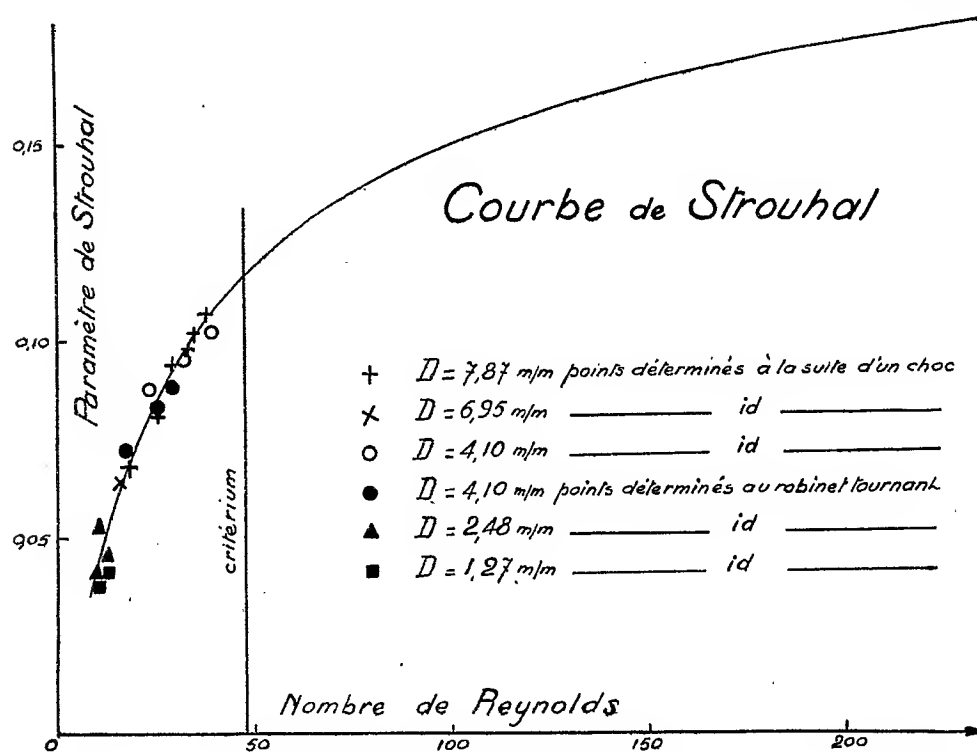 0,15
0,10
0,05
Paramètre de Strouhal
Courbe de Strouhal
+ D = 7,87 m/m points déterminés à la suite d'un choc
× D = 6,95 m/m id
○ D = 4,10 m/m id
● D = 4,10 m/m points déterminés au robinet tournant
▲ D = 2,48 m/m id
■ D = 1,27 m/m id
critérium
Nombre de Reynolds
0 50 100 150 200